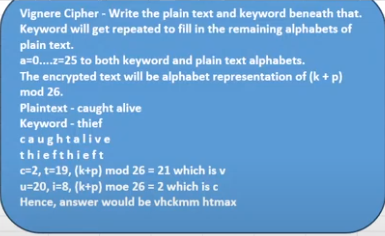 Vignere Cipher - Write the plain text and keyword beneath that.
Keyword will get repeated to fill in the remaining alphabets of
plain text.
a=0....z=25 to both keyword and plain text alphabets.
The encrypted text will be alphabet representation of (k + p)
mod 26.
Plaintext - caught alive
Keyword - thief
c a u g h t a l i v e
t h i e f t h i e f t
c=2, t=19, (k+p) mod 26 = 21 which is v
u=20, i=8, (k+p) moe 26 = 2 which is c
Hence, answer would be vhckmm htmax